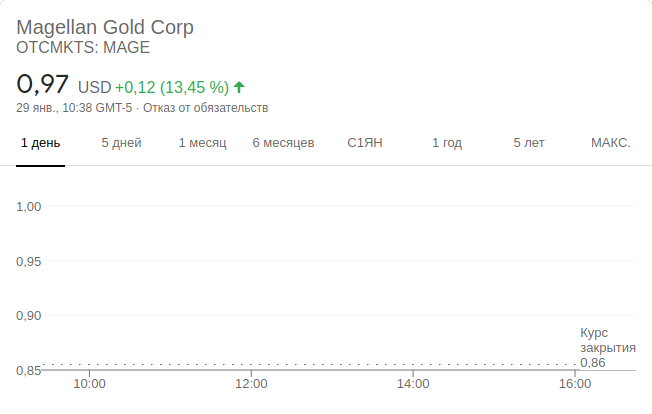 Magellan Gold Corp
OTCMKTS: MAGE
0,97 USD +0,12 (13,45 %)
29 янв., 10:38 GMT-5 · Отказ от обязательств
1 день 5 дней 1 месяц 6 месяцев С1ЯН 1 год 5 лет МАКС.
1,00
0,95
0,90
Курс
закрытия
0,86
0,85
10:00 12:00 14:00 16:00